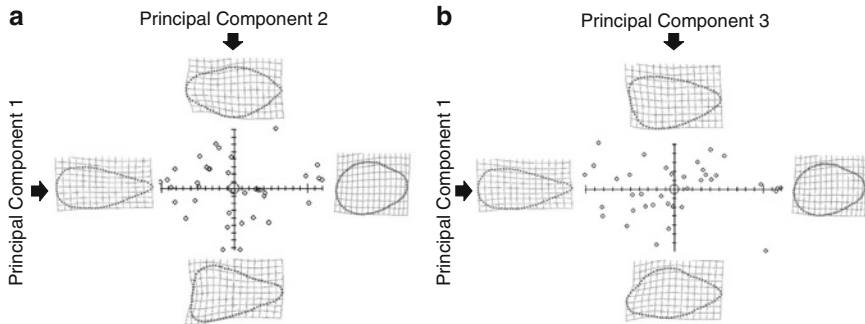 a
Principal Component 2
Principal Component 1
b
Principal Component 3
Principal Component 1